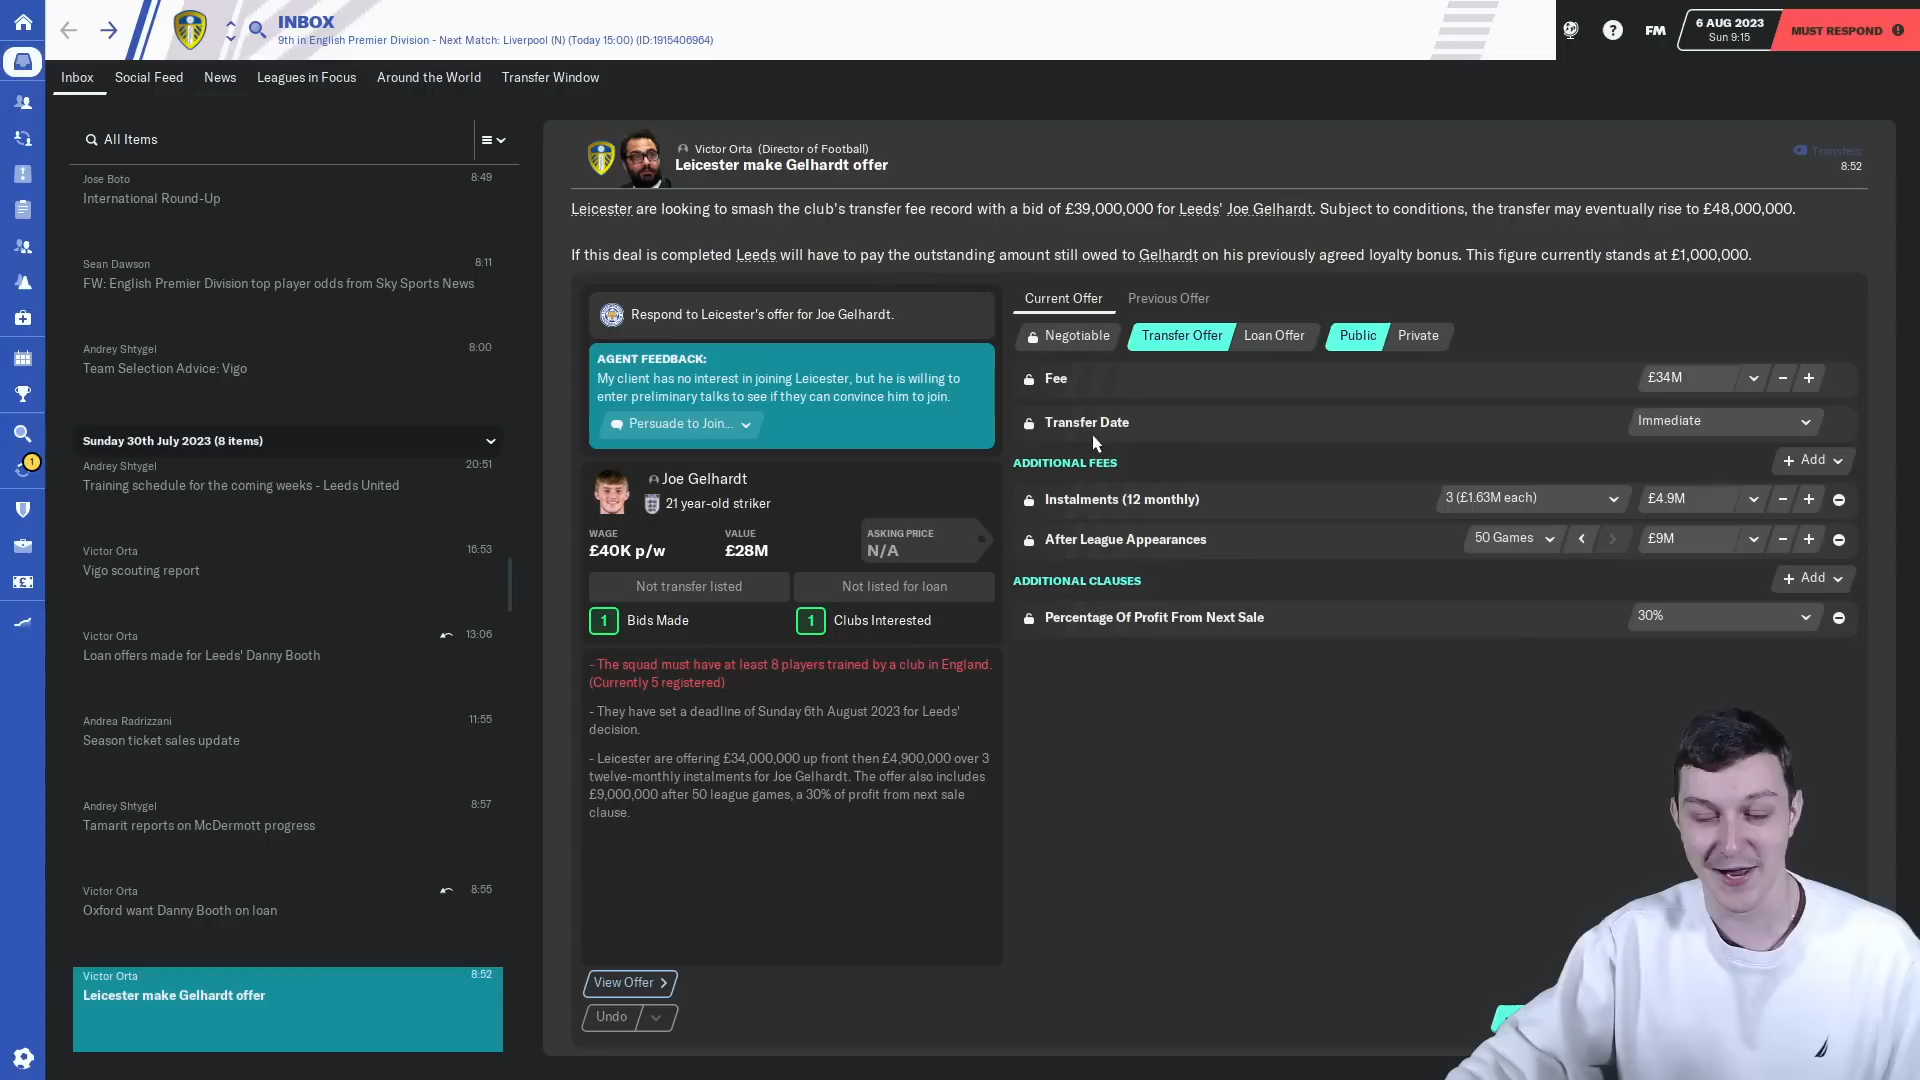 INBOX
9th in English Premier Division - Next Match: Liverpool (N) (Today 15:00) (ID:1915406964)
FM
6 AUG 2023
Sun 9:15
MUST RESPOND
Inbox
Social Feed
News
Leagues in Focus
Around the World
Transfer Window
All Items
Jose Boto
8:49
International Round-Up
Sean Dawson
8:11
FW: English Premier Division top player odds from Sky Sports News
Andrey Shtygel
8:00
Team Selection Advice: Vigo
Sunday 30th July 2023 (8 items)
Andrey Shtygel
20:51
Training schedule for the coming weeks - Leeds United
Victor Orta
16:53
Vigo scouting report
Victor Orta
13:06
Loan offers made for Leeds' Danny Booth
Andrea Radrizzani
11:55
Season ticket sales update
Andrey Shtygel
8:57
Tamarit reports on McDermott progress
Victor Orta
8:55
Oxford want Danny Booth on loan
Victor Orta
8:52
Leicester make Gelhardt offer
1
Victor Orta (Director of Football)
Leicester make Gelhardt offer
Transfers
8:52
Leicester are looking to smash the club's transfer fee record with a bid of £39,000,000 for Leeds' Joe Gelhardt. Subject to conditions, the transfer may eventually rise to £48,000,000.
If this deal is completed Leeds will have to pay the outstanding amount still owed to Gelhardt on his previously agreed loyalty bonus. This figure currently stands at £1,000,000.
Respond to Leicester's offer for Joe Gelhardt.
AGENT FEEDBACK:
My client has no interest in joining Leicester, but he is willing to
enter preliminary talks to see if they can convince him to join.
Persuade to Join...
Joe Gelhardt
21 year-old striker
WAGE
£40K p/w
VALUE
£28M
ASKING PRICE
N/A
Not transfer listed
Not listed for loan
1 Bids Made
1 Clubs Interested
- The squad must have at least 8 players trained by a club in England.
(Currently 5 registered)
- They have set a deadline of Sunday 6th August 2023 for Leeds'
decision.
- Leicester are offering £34,000,000 up front then £4,900,000 over 3
twelve-monthly instalments for Joe Gelhardt. The offer also includes
£9,000,000 after 50 league games, a 30% of profit from next sale
clause.
View Offer
Undo
Current Offer
Previous Offer
Negotiable
Transfer Offer
Loan Offer
Public
Private
Fee
£34M
Transfer Date
Immediate
ADDITIONAL FEES
+ Add
Instalments (12 monthly)
3 (£1.63M each)
£4.9M
After League Appearances
50 Games
£9M
ADDITIONAL CLAUSES
+ Add
Percentage Of Profit From Next Sale
30%